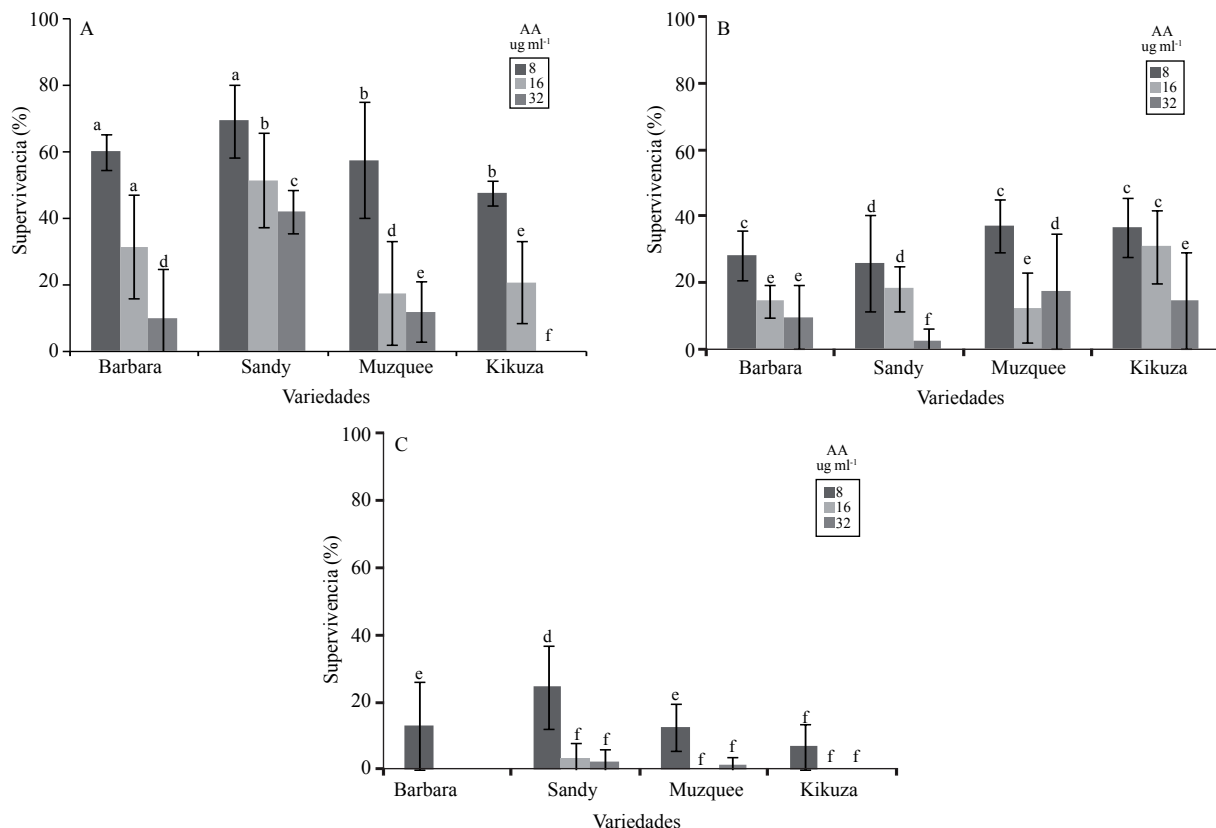 A
AA
ug ml⁻¹
8
16
32
Supervivencia (%)
100
80
60
40
20
0
a
a
d
a
b
c
b
d
e
b
e
f
Barbara
Sandy
Muzquee
Kikuza
Variedades
B
AA
ug ml⁻¹
8
16
32
Supervivencia (%)
100
80
60
40
20
0
c
e
e
d
d
f
c
e
d
c
c
e
Barbara
Sandy
Muzquee
Kikuza
Variedades
C
AA
ug ml⁻¹
8
16
32
Supervivencia (%)
100
80
60
40
20
0
e
d
f
f
e
f
f
f
f
f
Barbara
Sandy
Muzquee
Kikuza
Variedades